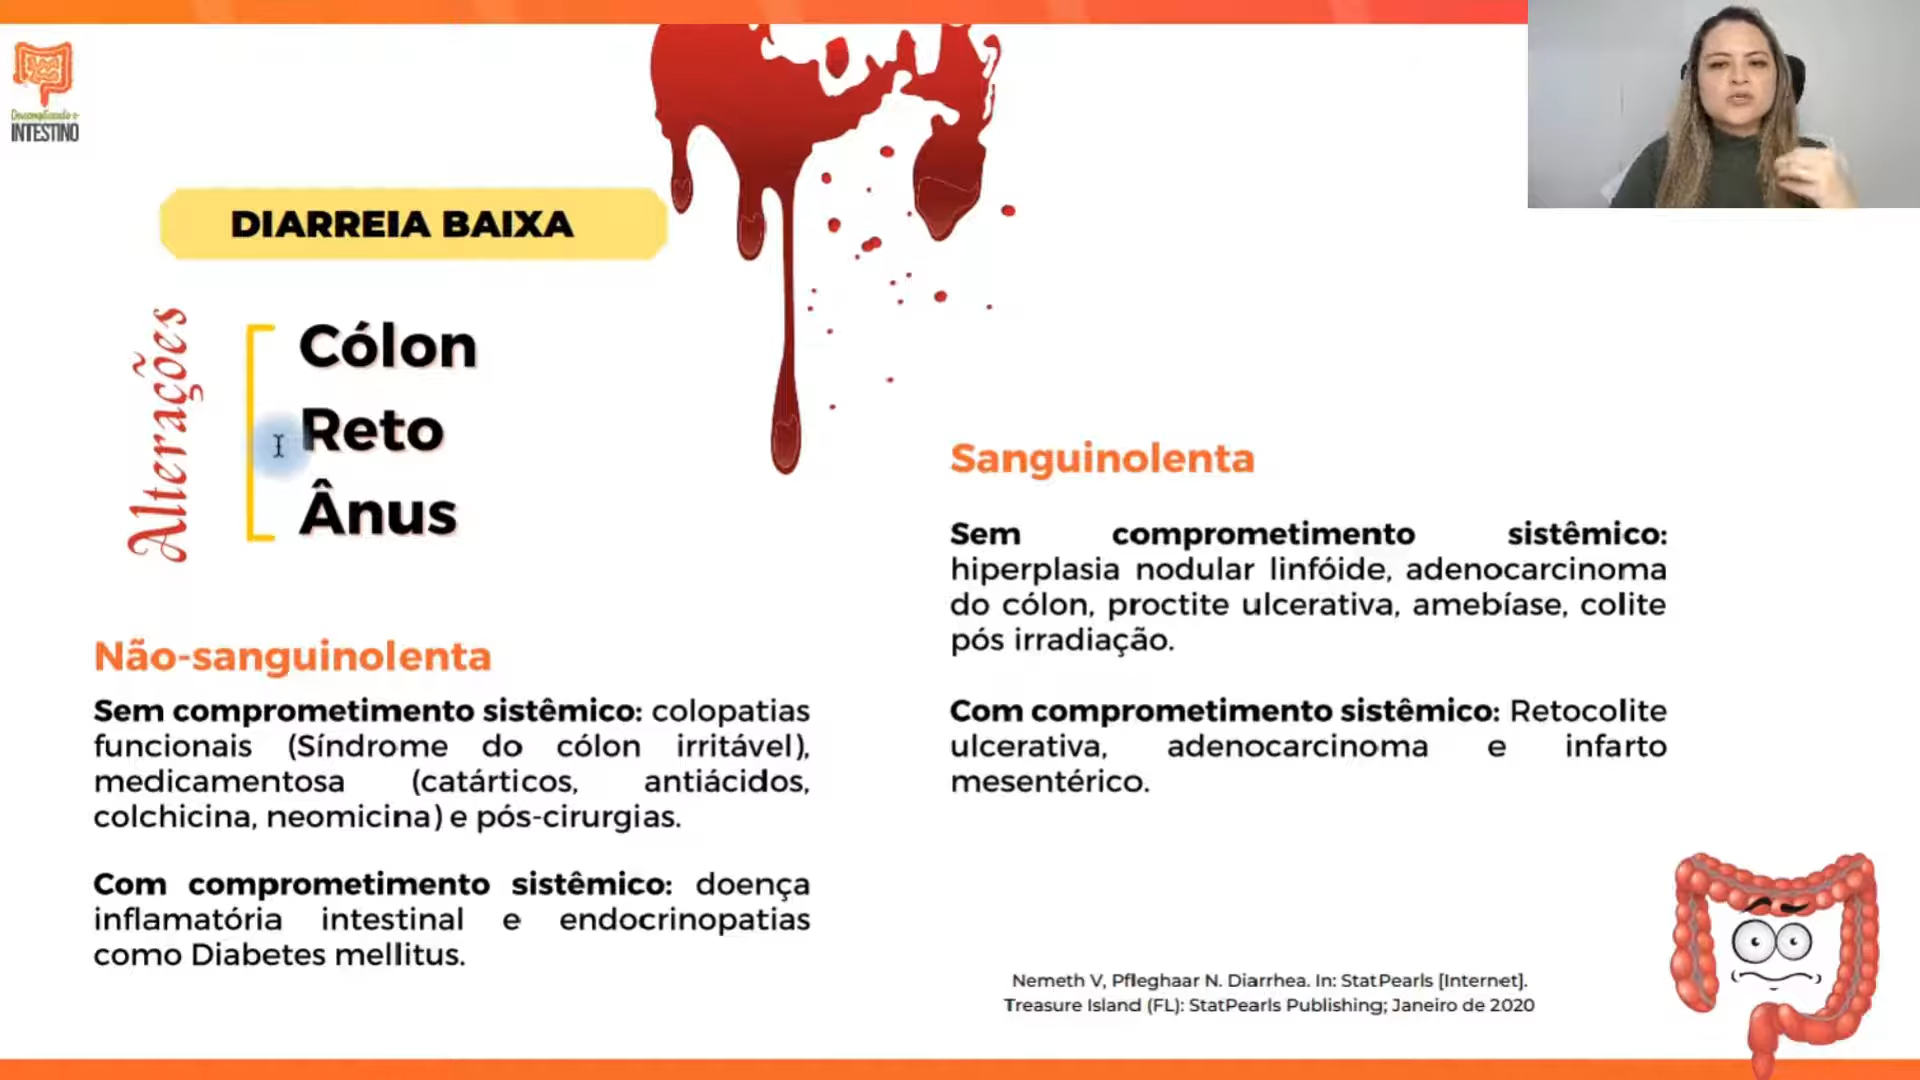 Descomplicando o
INTESTINO
DIARREIA BAIXA
Alterações
Cólon
Reto
Ânus
Não-sanguinolenta
Sem comprometimento sistêmico: colopatias
funcionais (Síndrome do cólon irritável),
medicamentosa (catárticos, antiácidos,
colchicina, neomicina) e pós-cirurgias.
Com comprometimento sistêmico: doença
inflamatória intestinal e endocrinopatias
como Diabetes mellitus.
Sanguinolenta
Sem comprometimento sistêmico:
hiperplasia nodular linfóide, adenocarcinoma
do cólon, proctite ulcerativa, amebíase, colite
pós irradiação.
Com comprometimento sistêmico: Retocolite
ulcerativa, adenocarcinoma e infarto
mesentérico.
Nemeth V, Pfleghaar N. Diarrhea. In: StatPearls [Internet].
Treasure Island (FL): StatPearls Publishing; Janeiro de 2020